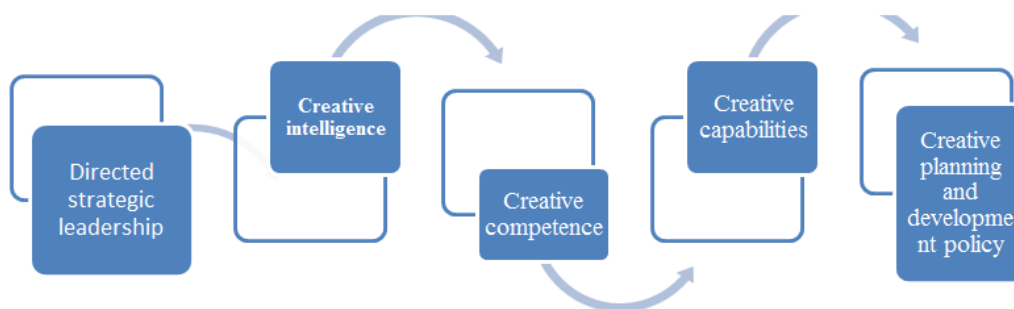 Directed
strategic
leadership
Creative
intelligence
Creative
competence
Creative
capabilities
Creative
planning
and
developme
nt policy